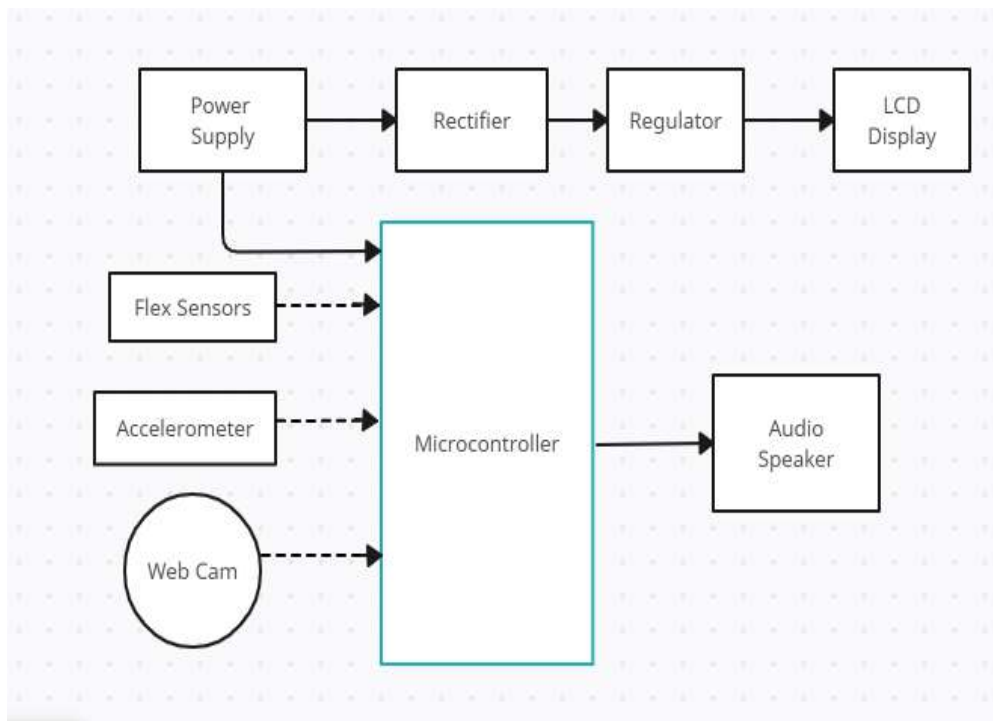 Power
Supply
Rectifier
Regulator
LCD
Display
Flex Sensors
Accelerometer
Microcontroller
Audio
Speaker
Web Cam